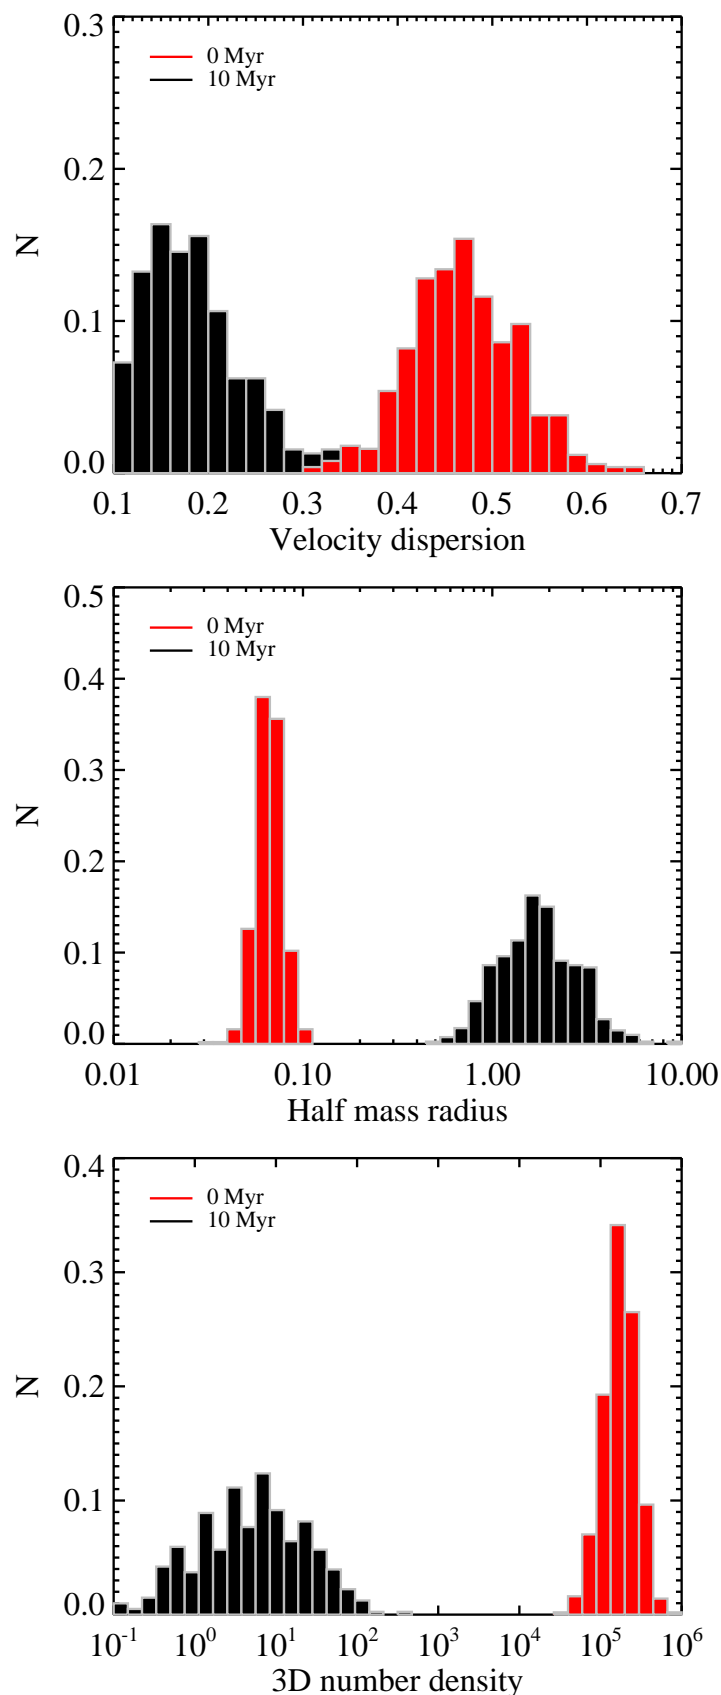 0.3
0 Myr
10 Myr
0.2
N
0.1
0.0
0.1 0.2 0.3 0.4 0.5 0.6 0.7
Velocity dispersion
0.5
0 Myr
10 Myr
0.4
0.3
N
0.2
0.1
0.0
0.01 0.10 1.00 10.00
Half mass radius
0.4
0 Myr
10 Myr
0.3
N
0.2
0.1
0.0
10⁻¹ 10⁰ 10¹ 10² 10³ 10⁴ 10⁵ 10⁶
3D number density